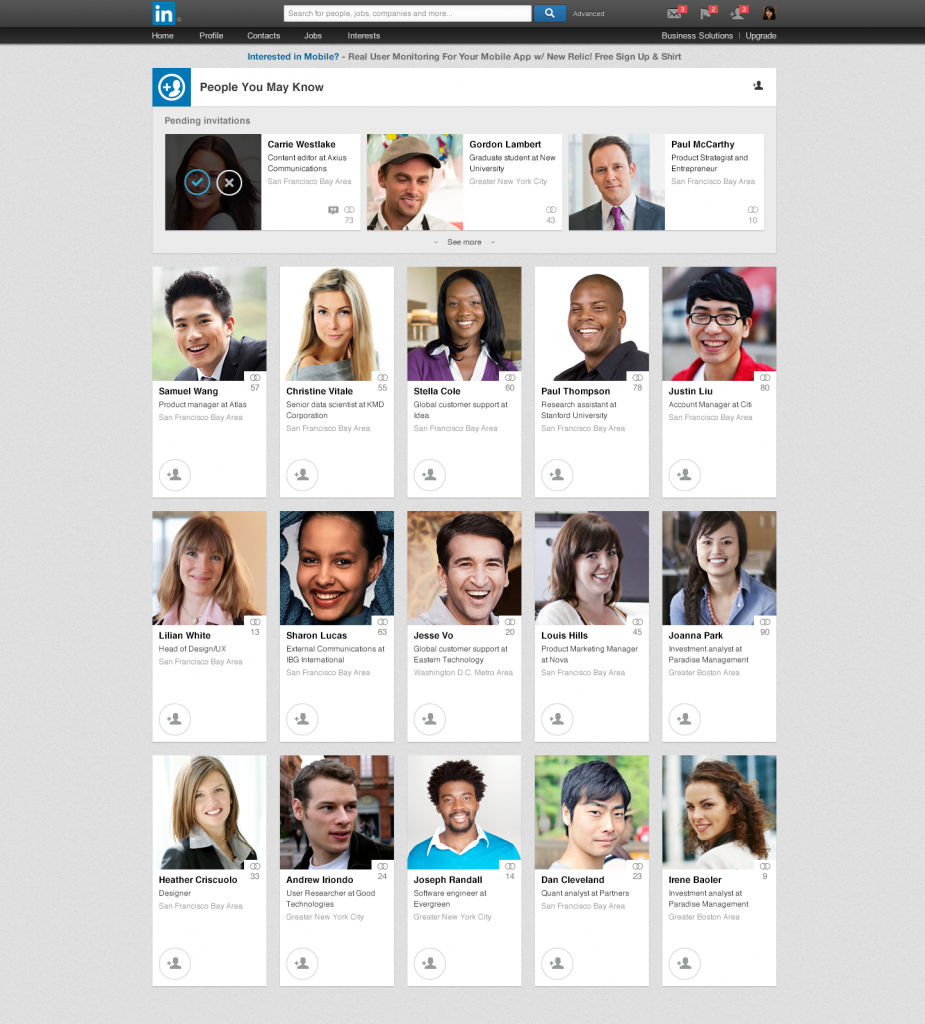 in
Search for people, jobs, companies and more...
Advanced
3
2
3
Home Profile Contacts Jobs Interests
Business Solutions | Upgrade
Interested in Mobile? - Real User Monitoring For Your Mobile App w/ New Relic! Free Sign Up & Shirt
People You May Know
Pending invitations
Carrie Westlake
Content editor at Axius
Communications
San Francisco Bay Area
73
Gordon Lambert
Graduate student at New
University
Greater New York City
43
Paul McCarthy
Product Strategist and
Entrepreneur
San Francisco Bay Area
10
See more
57
Samuel Wang
Product manager at Atlas
San Francisco Bay Area
55
Christine Vitale
Senior data scientist at KMD
Corporation
San Francisco Bay Area
60
Stella Cole
Global customer support at
Idea
San Francisco Bay Area
78
Paul Thompson
Research assistant at
Stanford University
San Francisco Bay Area
80
Justin Liu
Account Manager at Citi
San Francisco Bay Area
13
Lilian White
Head of Design/UX
San Francisco Bay Area
63
Sharon Lucas
External Communications at
IBG International
San Francisco Bay Area
20
Jesse Vo
Global customer support at
Eastern Technology
Washington D.C. Metro Area
45
Louis Hills
Product Marketing Manager
at Nova
San Francisco Bay Area
90
Joanna Park
Investment analyst at
Paradise Management
Greater Boston Area
33
Heather Criscuolo
Designer
San Francisco Bay Area
24
Andrew Iriondo
User Researcher at Good
Technologies
Greater New York City
14
Joseph Randall
Software engineer at
Evergreen
Greater New York City
23
Dan Cleveland
Quant analyst at Partners
San Francisco Bay Area
9
Irene Baoler
Investment analyst at
Paradise Management
Greater Boston Area